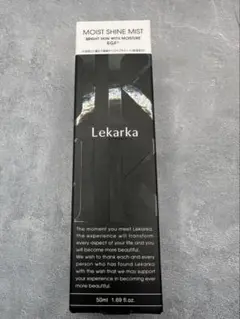 MOIST SHINE MIST
BRIGHT SKIN WITH MOISTURE
EGF*
Lekarka
The moment you meet Lekarka,
the experience will transform
every aspect of your life and you
will become more beautiful.
We wish to thank each and every
person who has found Lekarka
with the wish that we may support
your experience in becoming ever
more beautiful.
50ml 1.69 fl.oz.